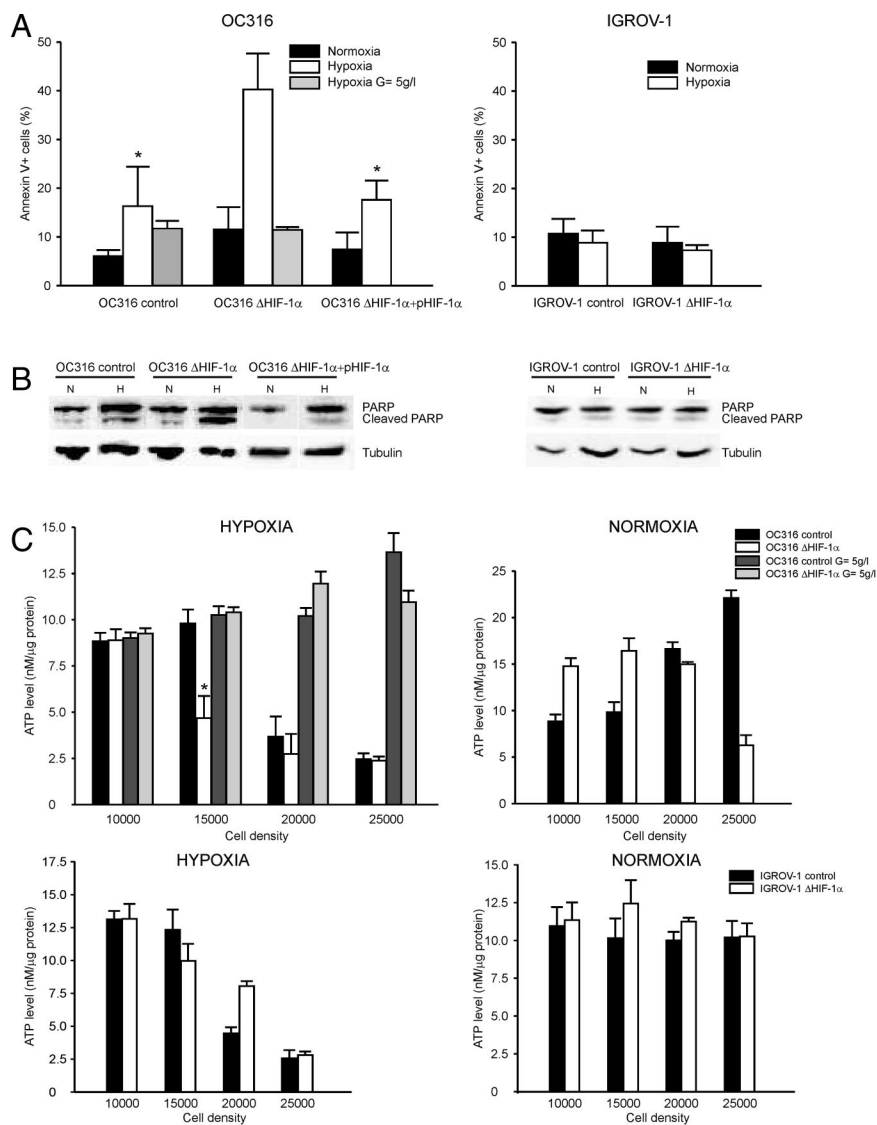 A
OC316
50
40
30
20
10
0
Annexin V+ cells (%)
Normoxia
Hypoxia
Hypoxia G= 5g/l
*
*
OC316 control
OC316 ΔHIF-1α
OC316 ΔHIF-1α+pHIF-1α
IGROV-1
50
40
30
20
10
0
Annexin V+ cells (%)
Normoxia
Hypoxia
IGROV-1 control
IGROV-1 ΔHIF-1α
B
OC316 control OC316 ΔHIF-1α OC316 ΔHIF-1α+pHIF-1α
N H N H N H
PARP
Cleaved PARP
Tubulin
IGROV-1 control IGROV-1 ΔHIF-1α
N H N H
PARP
Cleaved PARP
Tubulin
C
HYPOXIA
15.0
12.5
10.0
7.5
5.0
2.5
0
ATP level (nM/µg protein)
*
10000 15000 20000 25000
Cell density
NORMOXIA
OC316 control
OC316 ΔHIF-1α
OC316 control G= 5g/l
OC316 ΔHIF-1α G= 5g/l
25
20
15
10
5
0
ATP level (nM/µg protein)
10000 15000 20000 25000
Cell density
HYPOXIA
17.5
15.0
12.5
10.0
7.5
5.0
2.5
0
ATP level (nM/µg protein)
10000 15000 20000 25000
Cell density
NORMOXIA
IGROV-1 control
IGROV-1 ΔHIF-1α
15.0
12.5
10.0
7.5
5.0
2.5
0
ATP level (nM/µg protein)
10000 15000 20000 25000
Cell density